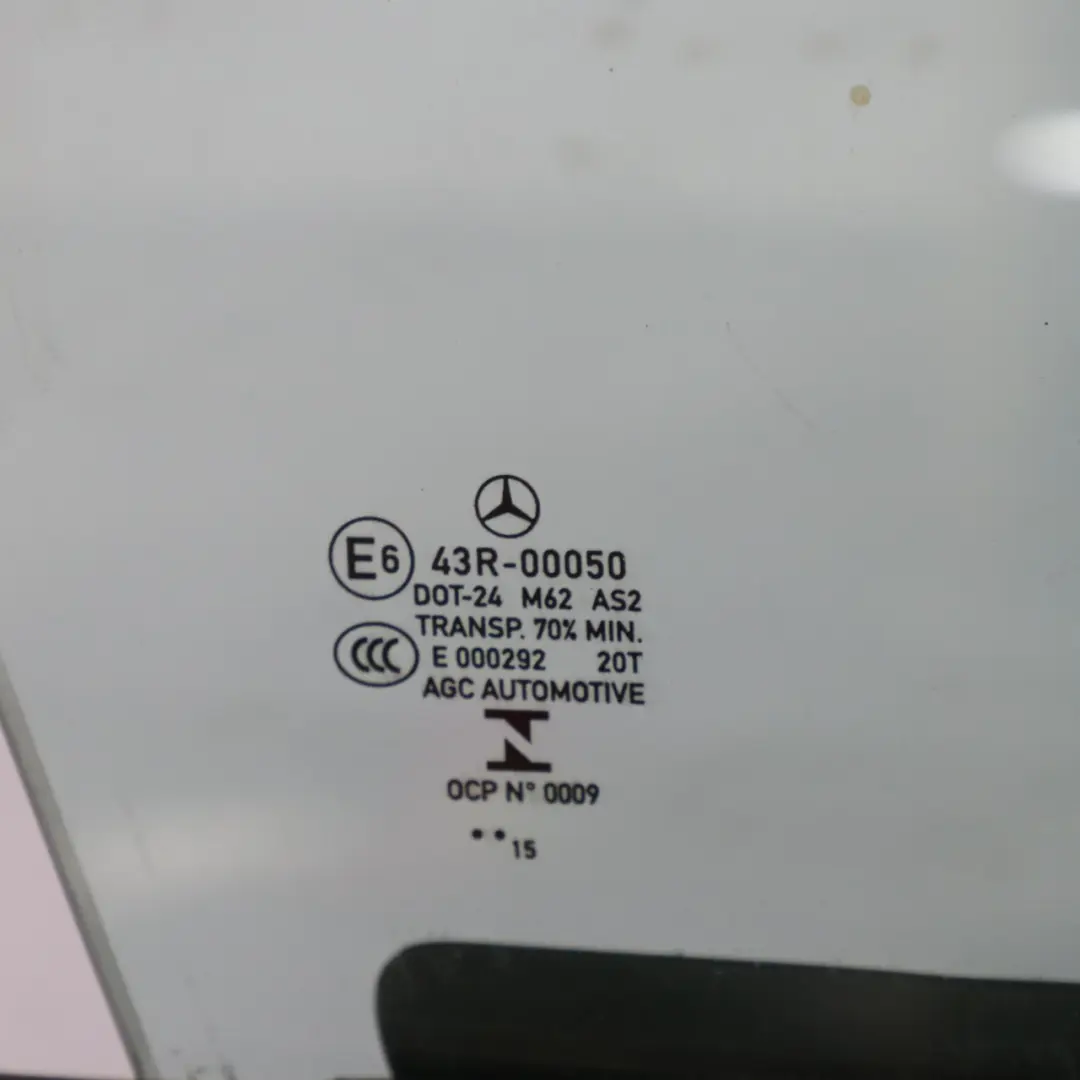 E6 43R-00050
DOT-24 M62 AS2
TRANSP. 70% MIN.
CCC E 000292 20T
AGC AUTOMOTIVE
OCP N° 0009
•• 15